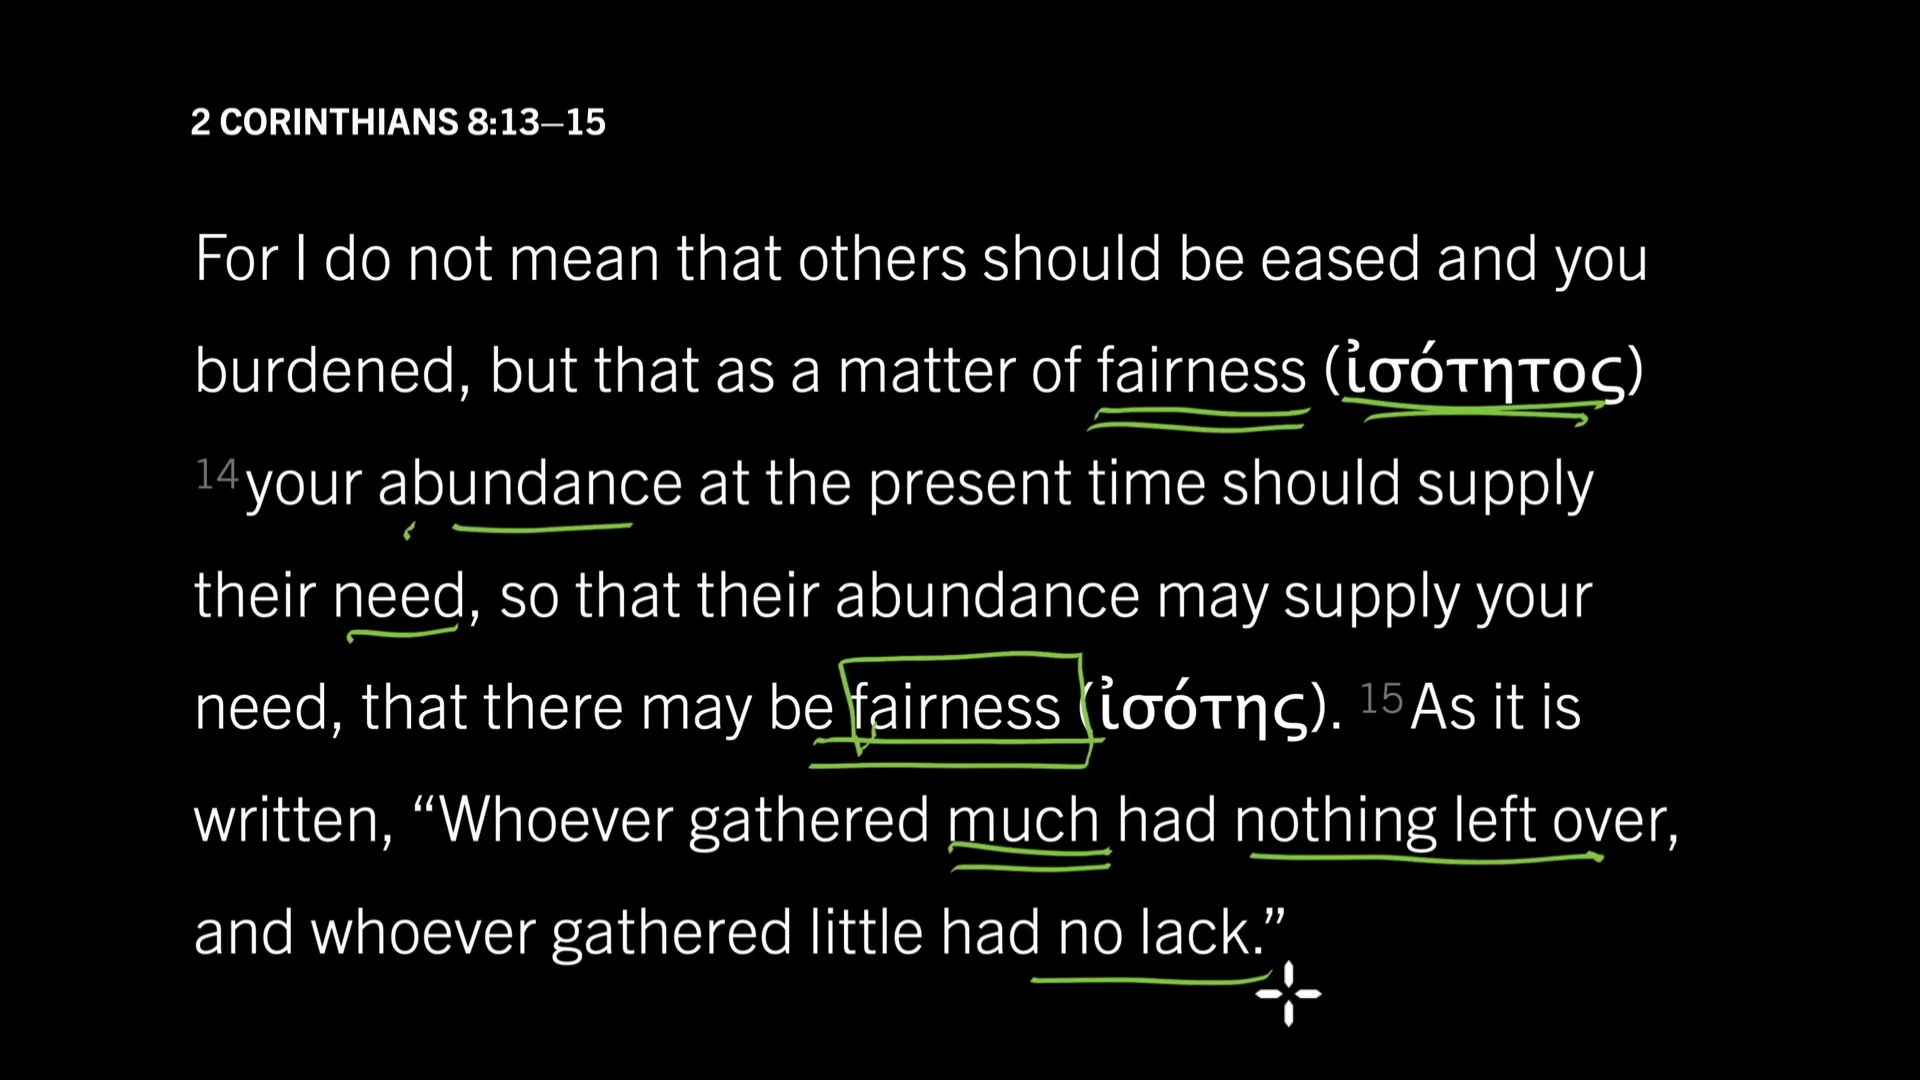 2 CORINTHIANS 8:13–15
For I do not mean that others should be eased and you
burdened, but that as a matter of fairness (ἰσότητος)
14 your abundance at the present time should supply
their need, so that their abundance may supply your
need, that there may be fairness (ἰσότης). 15 As it is
written, “Whoever gathered much had nothing left over,
and whoever gathered little had no lack.”